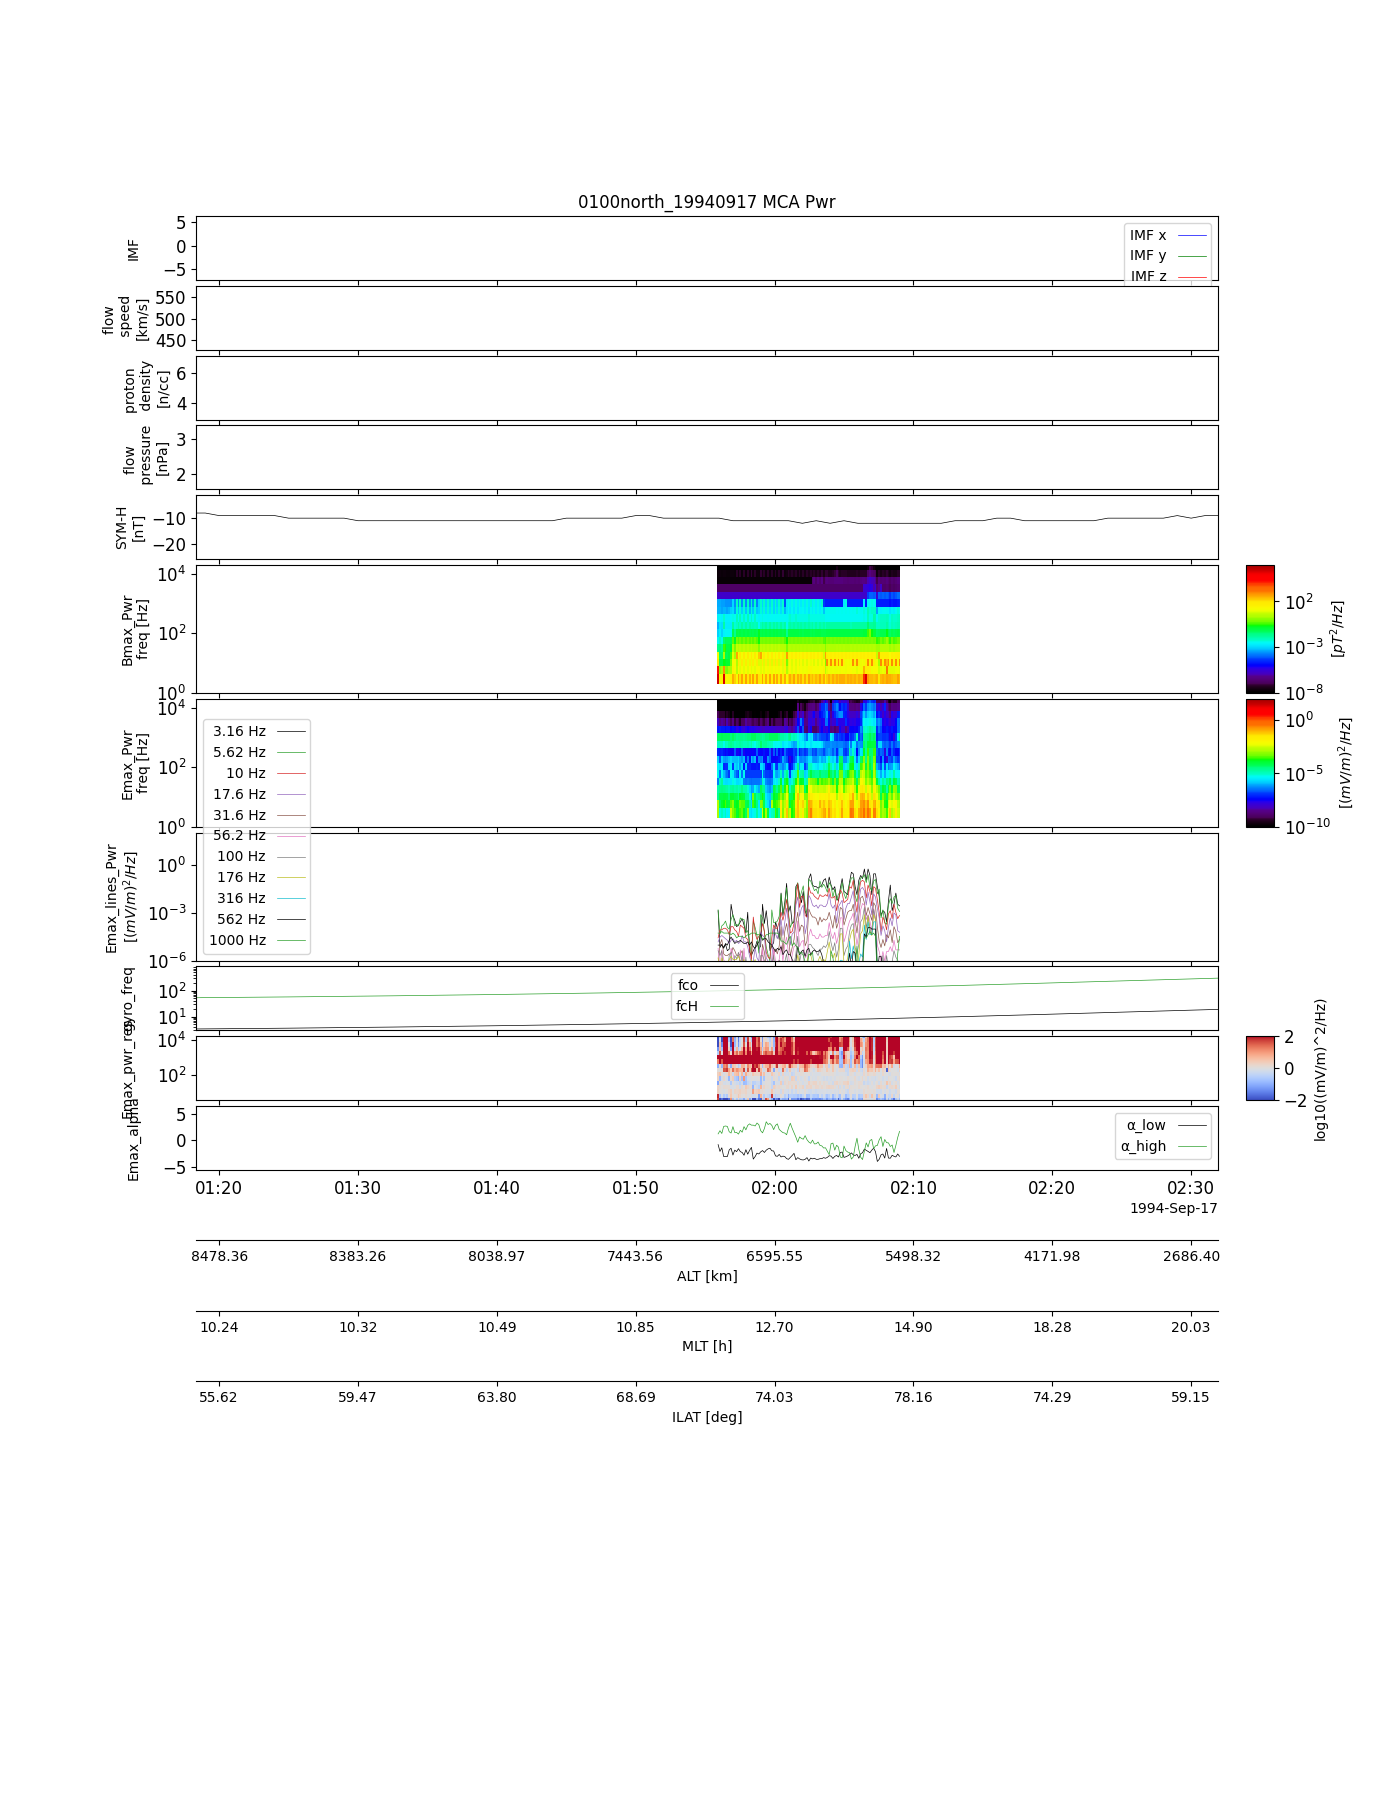 0100north_19940917 MCA Pwr
5
0
−5
IMF
IMF x
IMF y
IMF z
550
500
450
flow
speed
[km/s]
6
4
proton
density
[n/cc]
3
2
flow
pressure
[nPa]
−10
−20
SYM-H
[nT]
10^4
10^2
10^0
Bmax_Pwr
freq [Hz]
10^2
10^−3
10^−8
[pT^2/Hz]
10^4
10^2
10^0
Emax_Pwr
freq [Hz]
10^0
10^−5
10^−10
[(mV/m)^2/Hz]
3.16 Hz
5.62 Hz
10 Hz
17.6 Hz
31.6 Hz
56.2 Hz
100 Hz
176 Hz
316 Hz
562 Hz
1000 Hz
10^0
10^−3
10^−6
Emax_lines_Pwr
[(mV/m)^2/Hz]
10^2
10^1
gyro_freq
fco
fcH
10^4
10^2
Emax_pwr_reg
2
0
−2
log10((mV/m)^2/Hz)
5
0
−5
Emax_alpha
α_low
α_high
01:20 01:30 01:40 01:50 02:00 02:10 02:20 02:30
1994-Sep-17
8478.36 8383.26 8038.97 7443.56 6595.55 5498.32 4171.98 2686.40
ALT [km]
10.24 10.32 10.49 10.85 12.70 14.90 18.28 20.03
MLT [h]
55.62 59.47 63.80 68.69 74.03 78.16 74.29 59.15
ILAT [deg]